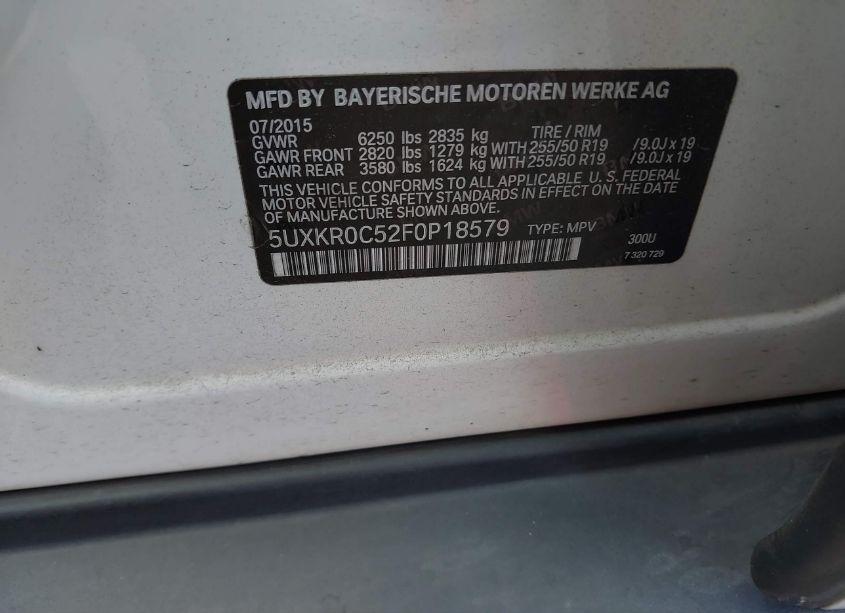 MFD BY BAYERISCHE MOTOREN WERKE AG
07/2015 TIRE / RIM
GVWR 6250 lbs 2835 kg
GAWR FRONT 2820 lbs 1279 kg WITH 255/50 R19 /9.0J x 19
GAWR REAR 3580 lbs 1624 kg WITH 255/50 R19 /9.0J x 19
THIS VEHICLE CONFORMS TO ALL APPLICABLE U. S. FEDERAL
MOTOR VEHICLE SAFETY STANDARDS IN EFFECT ON THE DATE
OF MANUFACTURE SHOWN ABOVE.
5UXKR0C52F0P18579 TYPE: MPV 300U
7 320 729